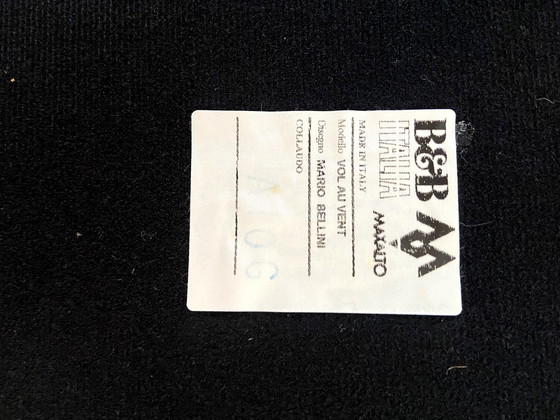 B&B
ITALIA
MAXALTO
MADE IN ITALY
Modello VOL AU VENT
Disegno MARIO BELLINI
COLLAUDO